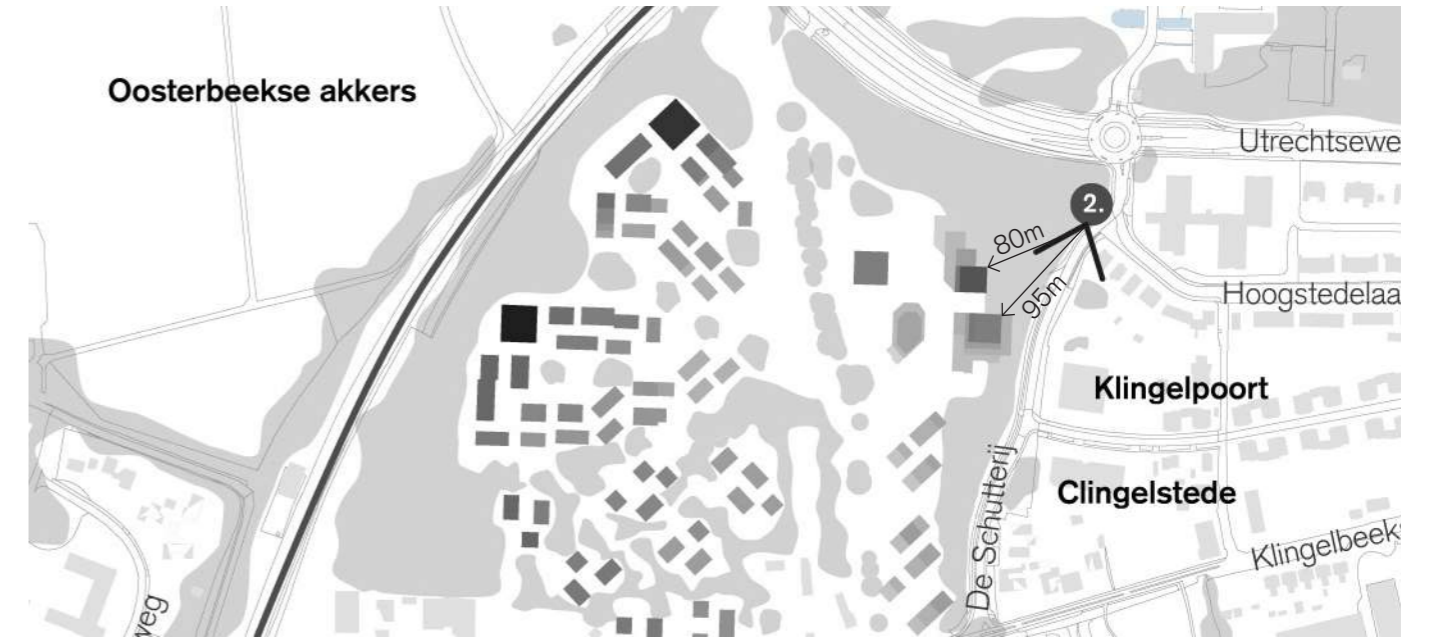 Oosterbeekse akkers
Utrechtsewe
2.
80m
95m
Hoogstedelaa
Klingelpoort
De Schutterij
Clingelstede
Klingelbeeks
weg